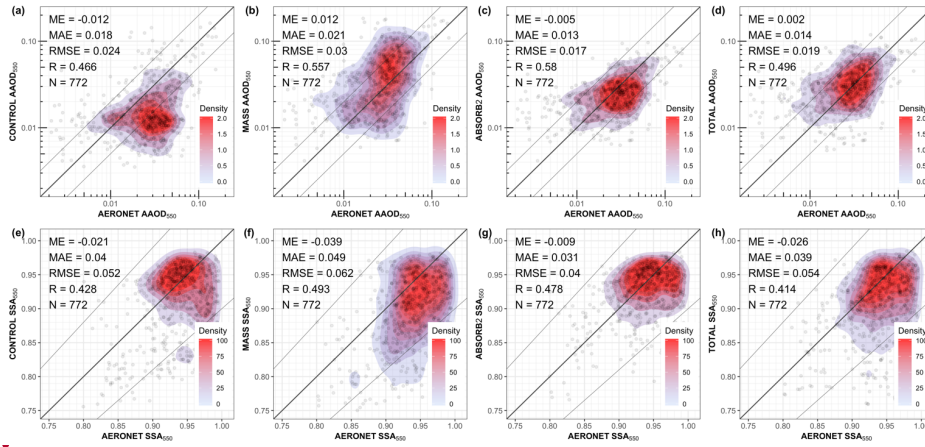 (a)
ME = -0.012
MAE = 0.018
RMSE = 0.024
R = 0.466
N = 772
CONTROL AAOD550
0.10
0.01
Density
2.0
1.5
1.0
0.5
0.0
0.01
0.10
AERONET AAOD550
(b)
ME = 0.012
MAE = 0.021
RMSE = 0.03
R = 0.557
N = 772
MASS AAOD550
0.10
0.01
Density
2.0
1.5
1.0
0.5
0.0
0.01
0.10
AERONET AAOD550
(c)
ME = -0.005
MAE = 0.013
RMSE = 0.017
R = 0.58
N = 772
ABSORB2 AAOD550
0.10
0.01
Density
2.0
1.5
1.0
0.5
0.0
0.01
0.10
AERONET AAOD550
(d)
ME = 0.002
MAE = 0.014
RMSE = 0.019
R = 0.496
N = 772
TOTAL AAOD550
0.10
0.01
Density
2.0
1.5
1.0
0.5
0.0
0.01
0.10
AERONET AAOD550
(e)
ME = -0.021
MAE = 0.04
RMSE = 0.052
R = 0.428
N = 772
CONTROL SSA550
1.00
0.95
0.90
0.85
0.80
0.75
Density
100
75
50
25
0
0.75
0.80
0.85
0.90
0.95
1.00
AERONET SSA550
(f)
ME = -0.039
MAE = 0.049
RMSE = 0.062
R = 0.493
N = 772
MASS SSA550
1.00
0.95
0.90
0.85
0.80
0.75
Density
100
75
50
25
0
0.75
0.80
0.85
0.90
0.95
1.00
AERONET SSA550
(g)
ME = -0.009
MAE = 0.031
RMSE = 0.04
R = 0.478
N = 772
ABSORB2 SSA550
1.00
0.95
0.90
0.85
0.80
0.75
Density
100
75
50
25
0
0.75
0.80
0.85
0.90
0.95
1.00
AERONET SSA550
(h)
ME = -0.026
MAE = 0.039
RMSE = 0.054
R = 0.414
N = 772
TOTAL SSA550
1.00
0.95
0.90
0.85
0.80
0.75
Density
100
75
50
25
0
0.75
0.80
0.85
0.90
0.95
AERONET SSA550